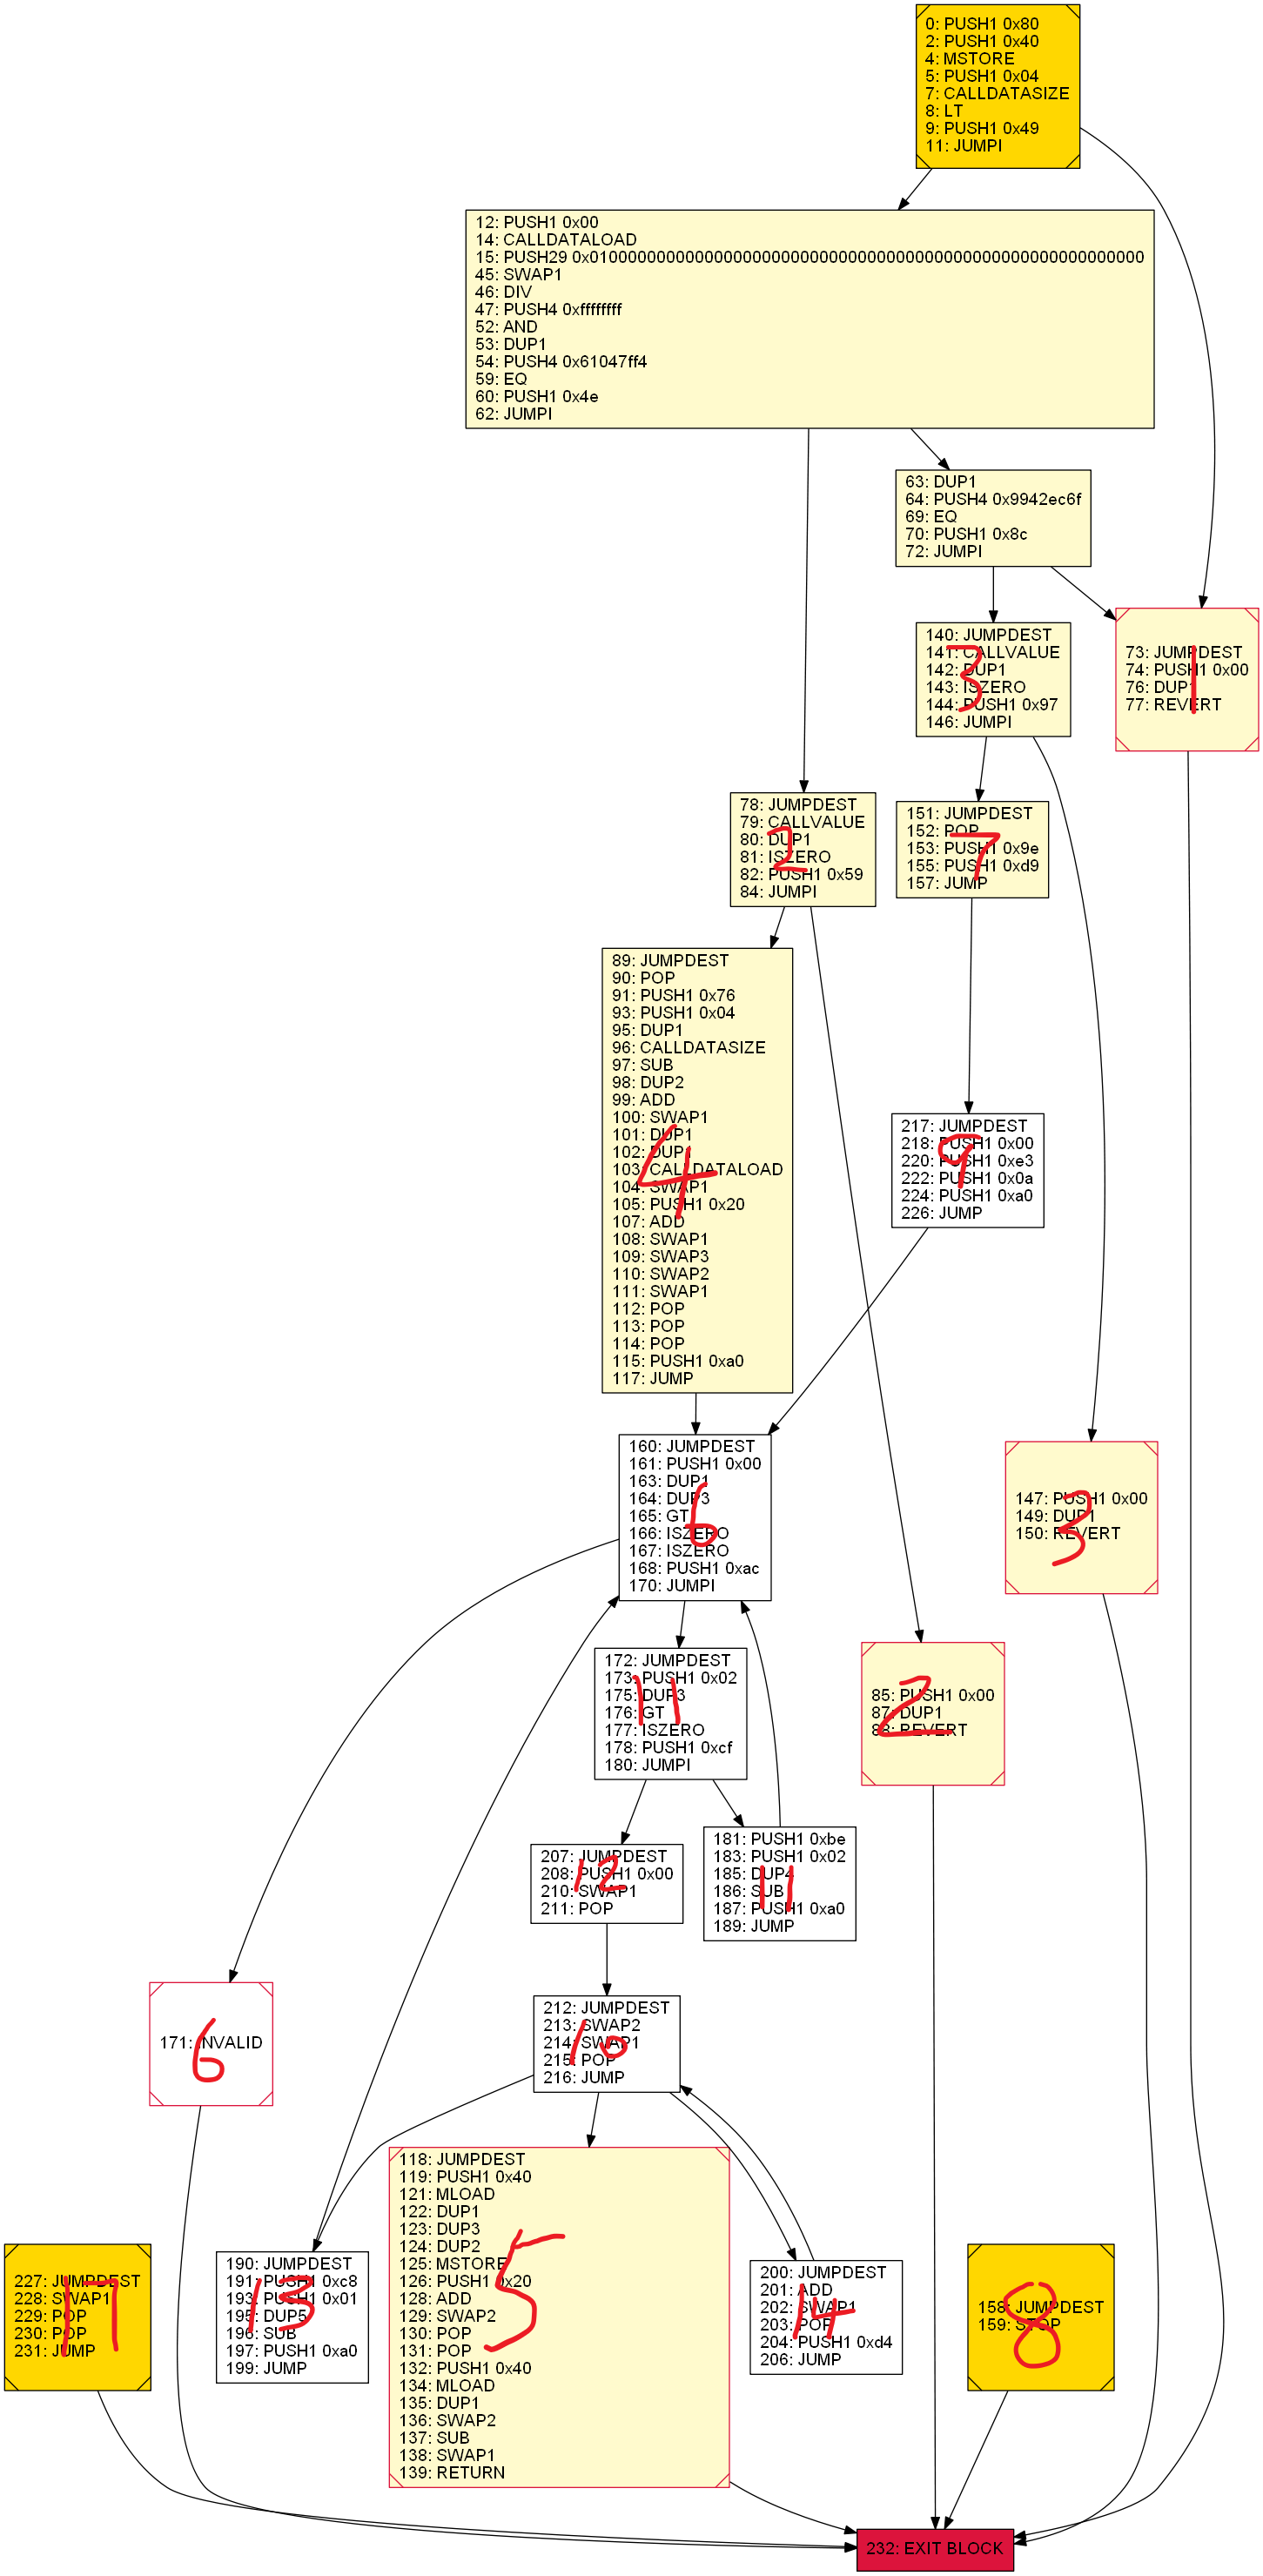 0: PUSH1 0x80
2: PUSH1 0x40
4: MSTORE
5: PUSH1 0x04
7: CALLDATASIZE
8: LT
9: PUSH1 0x49
11: JUMPI
12: PUSH1 0x00
14: CALLDATALOAD
15: PUSH29 0x0100000000000000000000000000000000000000000000000000000000
45: SWAP1
46: DIV
47: PUSH4 0xffffffff
52: AND
53: DUP1
54: PUSH4 0x61047ff4
59: EQ
60: PUSH1 0x4e
62: JUMPI
63: DUP1
64: PUSH4 0x9942ec6f
69: EQ
70: PUSH1 0x8c
72: JUMPI
73: JUMPDEST
74: PUSH1 0x00
76: DUP1
77: REVERT
1
140: JUMPDEST
141: CALLVALUE
142: DUP1
143: ISZERO
144: PUSH1 0x97
146: JUMPI
3
78: JUMPDEST
79: CALLVALUE
80: DUP1
81: ISZERO
82: PUSH1 0x59
84: JUMPI
2
151: JUMPDEST
152: POP
153: PUSH1 0x9e
155: PUSH1 0xd9
157: JUMP
7
89: JUMPDEST
90: POP
91: PUSH1 0x76
93: PUSH1 0x04
95: DUP1
96: CALLDATASIZE
97: SUB
98: DUP2
99: ADD
100: SWAP1
101: DUP1
102: DUP1
103: CALLDATALOAD
104: SWAP1
105: PUSH1 0x20
107: ADD
108: SWAP1
109: SWAP3
110: SWAP2
111: SWAP1
112: POP
113: POP
114: POP
115: PUSH1 0xa0
117: JUMP
4
217: JUMPDEST
218: PUSH1 0x00
220: PUSH1 0xe3
222: PUSH1 0x0a
224: PUSH1 0xa0
226: JUMP
9
160: JUMPDEST
161: PUSH1 0x00
163: DUP1
164: DUP3
165: GT
166: ISZERO
167: ISZERO
168: PUSH1 0xac
170: JUMPI
6
147: PUSH1 0x00
149: DUP1
150: REVERT
3
172: JUMPDEST
173: PUSH1 0x02
175: DUP3
176: GT
177: ISZERO
178: PUSH1 0xcf
180: JUMPI
11
85: PUSH1 0x00
87: DUP1
88: REVERT
2
207: JUMPDEST
208: PUSH1 0x00
210: SWAP1
211: POP
12
181: PUSH1 0xbe
183: PUSH1 0x02
185: DUP4
186: SUB
187: PUSH1 0xa0
189: JUMP
11
171: INVALID
6
212: JUMPDEST
213: SWAP2
214: SWAP1
215: POP
216: JUMP
10
118: JUMPDEST
119: PUSH1 0x40
121: MLOAD
122: DUP1
123: DUP3
124: DUP2
125: MSTORE
126: PUSH1 0x20
128: ADD
129: SWAP2
130: POP
131: POP
132: PUSH1 0x40
134: MLOAD
135: DUP1
136: SWAP2
137: SUB
138: SWAP1
139: RETURN
5
227: JUMPDEST
228: SWAP1
229: POP
230: POP
231: JUMP
17
190: JUMPDEST
191: PUSH1 0xc8
193: PUSH1 0x01
195: DUP5
196: SUB
197: PUSH1 0xa0
199: JUMP
13
200: JUMPDEST
201: ADD
202: SWAP1
203: POP
204: PUSH1 0xd4
206: JUMP
14
158: JUMPDEST
159: STOP
8
232: EXIT BLOCK